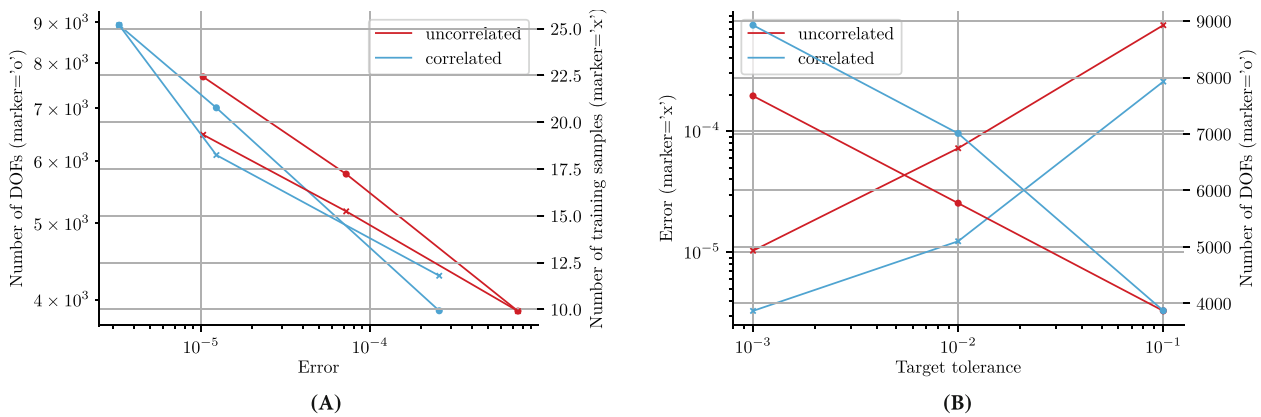 Number of DOFs (marker='o')
9 × 10³
8 × 10³
7 × 10³
6 × 10³
5 × 10³
4 × 10³
uncorrelated
correlated
25.0
22.5
20.0
17.5
15.0
12.5
10.0
Number of training samples (marker='x')
10⁻⁵
10⁻⁴
Error
(A)
Error (marker='x')
10⁻⁴
10⁻⁵
uncorrelated
correlated
9000
8000
7000
6000
5000
4000
Number of DOFs (marker='o')
10⁻³
10⁻²
10⁻¹
Target tolerance
(B)